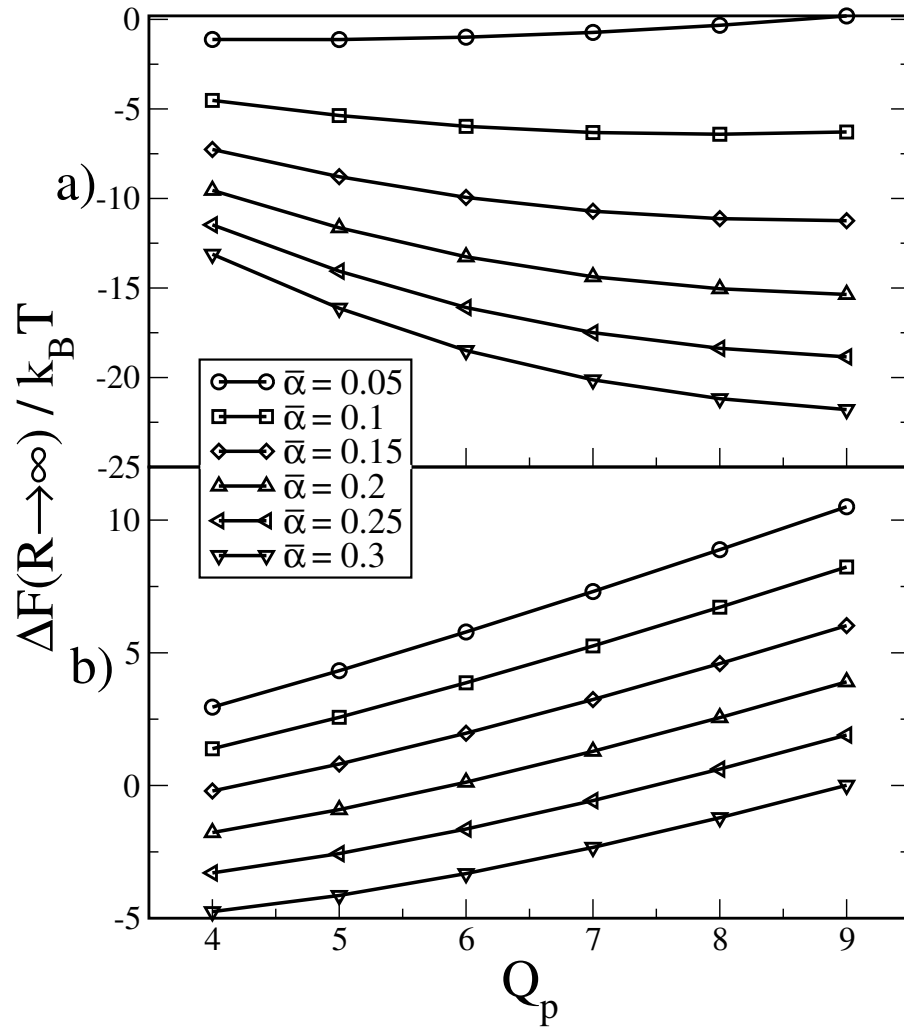 0
-5
a)
-10
-15
-20
-25
ΔF(R→∞) / k_B T
ᾱ = 0.05
ᾱ = 0.1
ᾱ = 0.15
ᾱ = 0.2
ᾱ = 0.25
ᾱ = 0.3
10
5
b)
0
-5
4 5 6 7 8 9
Q_p